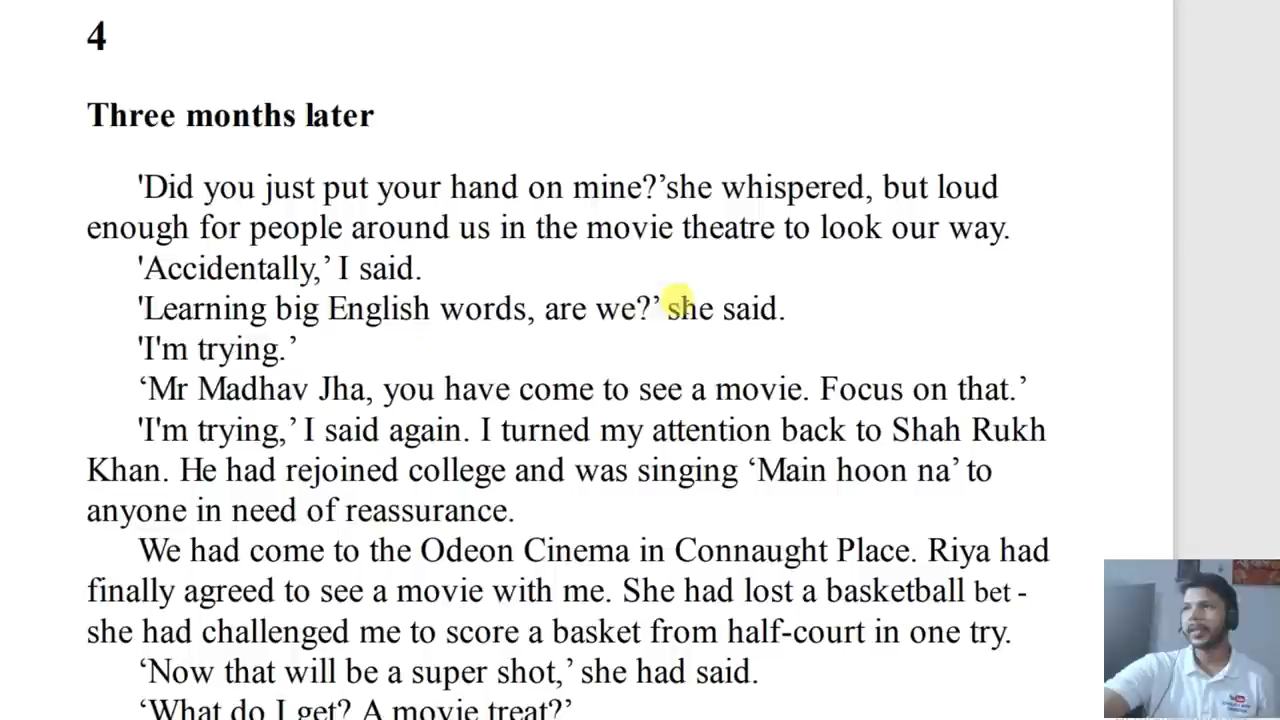 4
Three months later
'Did you just put your hand on mine?’she whispered, but loud
enough for people around us in the movie theatre to look our way.
'Accidentally,’ I said.
'Learning big English words, are we?’ she said.
'I'm trying.’
‘Mr Madhav Jha, you have come to see a movie. Focus on that.’
'I'm trying,’ I said again. I turned my attention back to Shah Rukh
Khan. He had rejoined college and was singing ‘Main hoon na’ to
anyone in need of reassurance.
We had come to the Odeon Cinema in Connaught Place. Riya had
finally agreed to see a movie with me. She had lost a basketball bet -
she had challenged me to score a basket from half-court in one try.
‘Now that will be a super shot,’ she had said.
‘What do I get? A movie treat?’